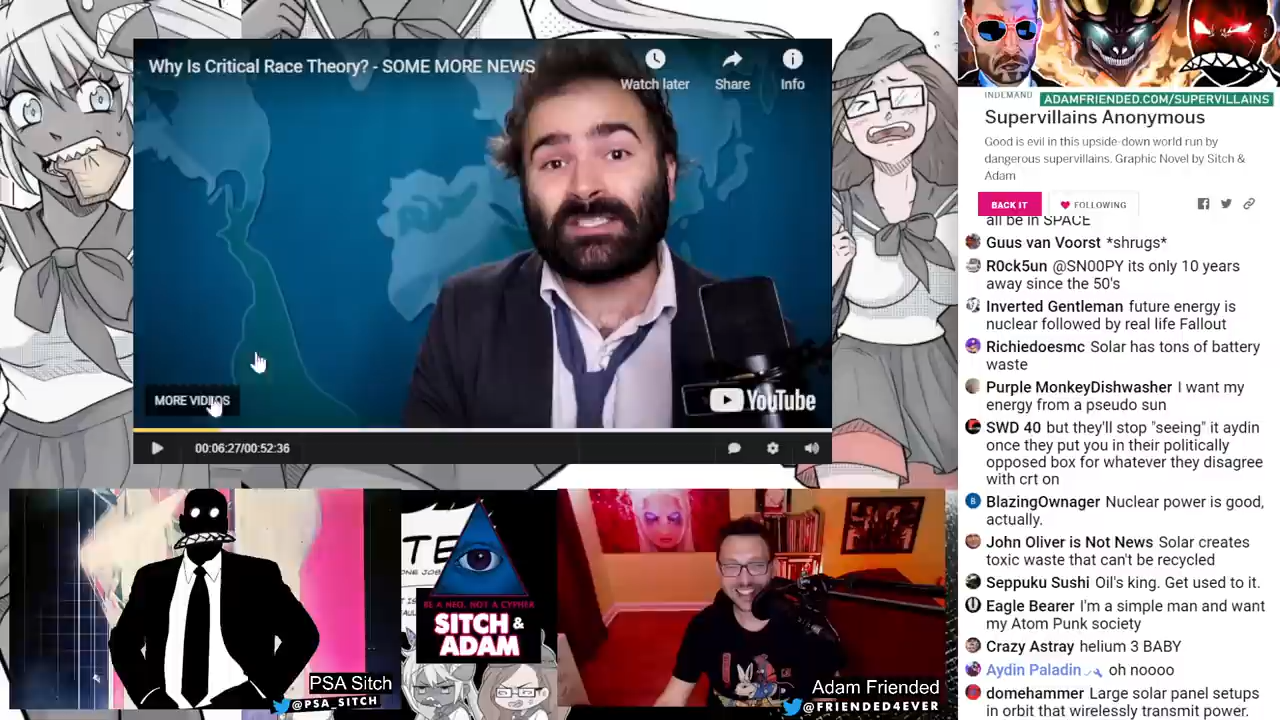 Why Is Critical Race Theory? - SOME MORE NEWS
Watch later
Share
Info
MORE VIDEOS
YouTube
00:06:27/00:52:36
PSA Sitch
@PSA_SITCH
BE A NEO, NOT A CYPHER
SITCH &
ADAM
Adam Friended
@FRIENDED4EVER
INDEMAND
ADAMFRIENDED.COM/SUPERVILLAINS
Supervillains Anonymous
Good is evil in this upside-down world run by
dangerous supervillains. Graphic Novel by Sitch &
Adam
BACK IT
FOLLOWING
all be in SPACE
Guus van Voorst *shrugs*
R0ck5un @SN00PY its only 10 years
away since the 50's
Inverted Gentleman future energy is
nuclear followed by real life Fallout
Richiedoesmc Solar has tons of battery
waste
Purple MonkeyDishwasher I want my
energy from a pseudo sun
SWD 40 but they'll stop "seeing" it aydin
once they put you in their politically
opposed box for whatever they disagree
with crt on
BlazingOwnager Nuclear power is good,
actually.
John Oliver is Not News Solar creates
toxic waste that can't be recycled
Seppuku Sushi Oil's king. Get used to it.
Eagle Bearer I'm a simple man and want
my Atom Punk society
Crazy Astray helium 3 BABY
Aydin Paladin oh noooo
domehammer Large solar panel setups
in orbit that wirelessly transmit power.